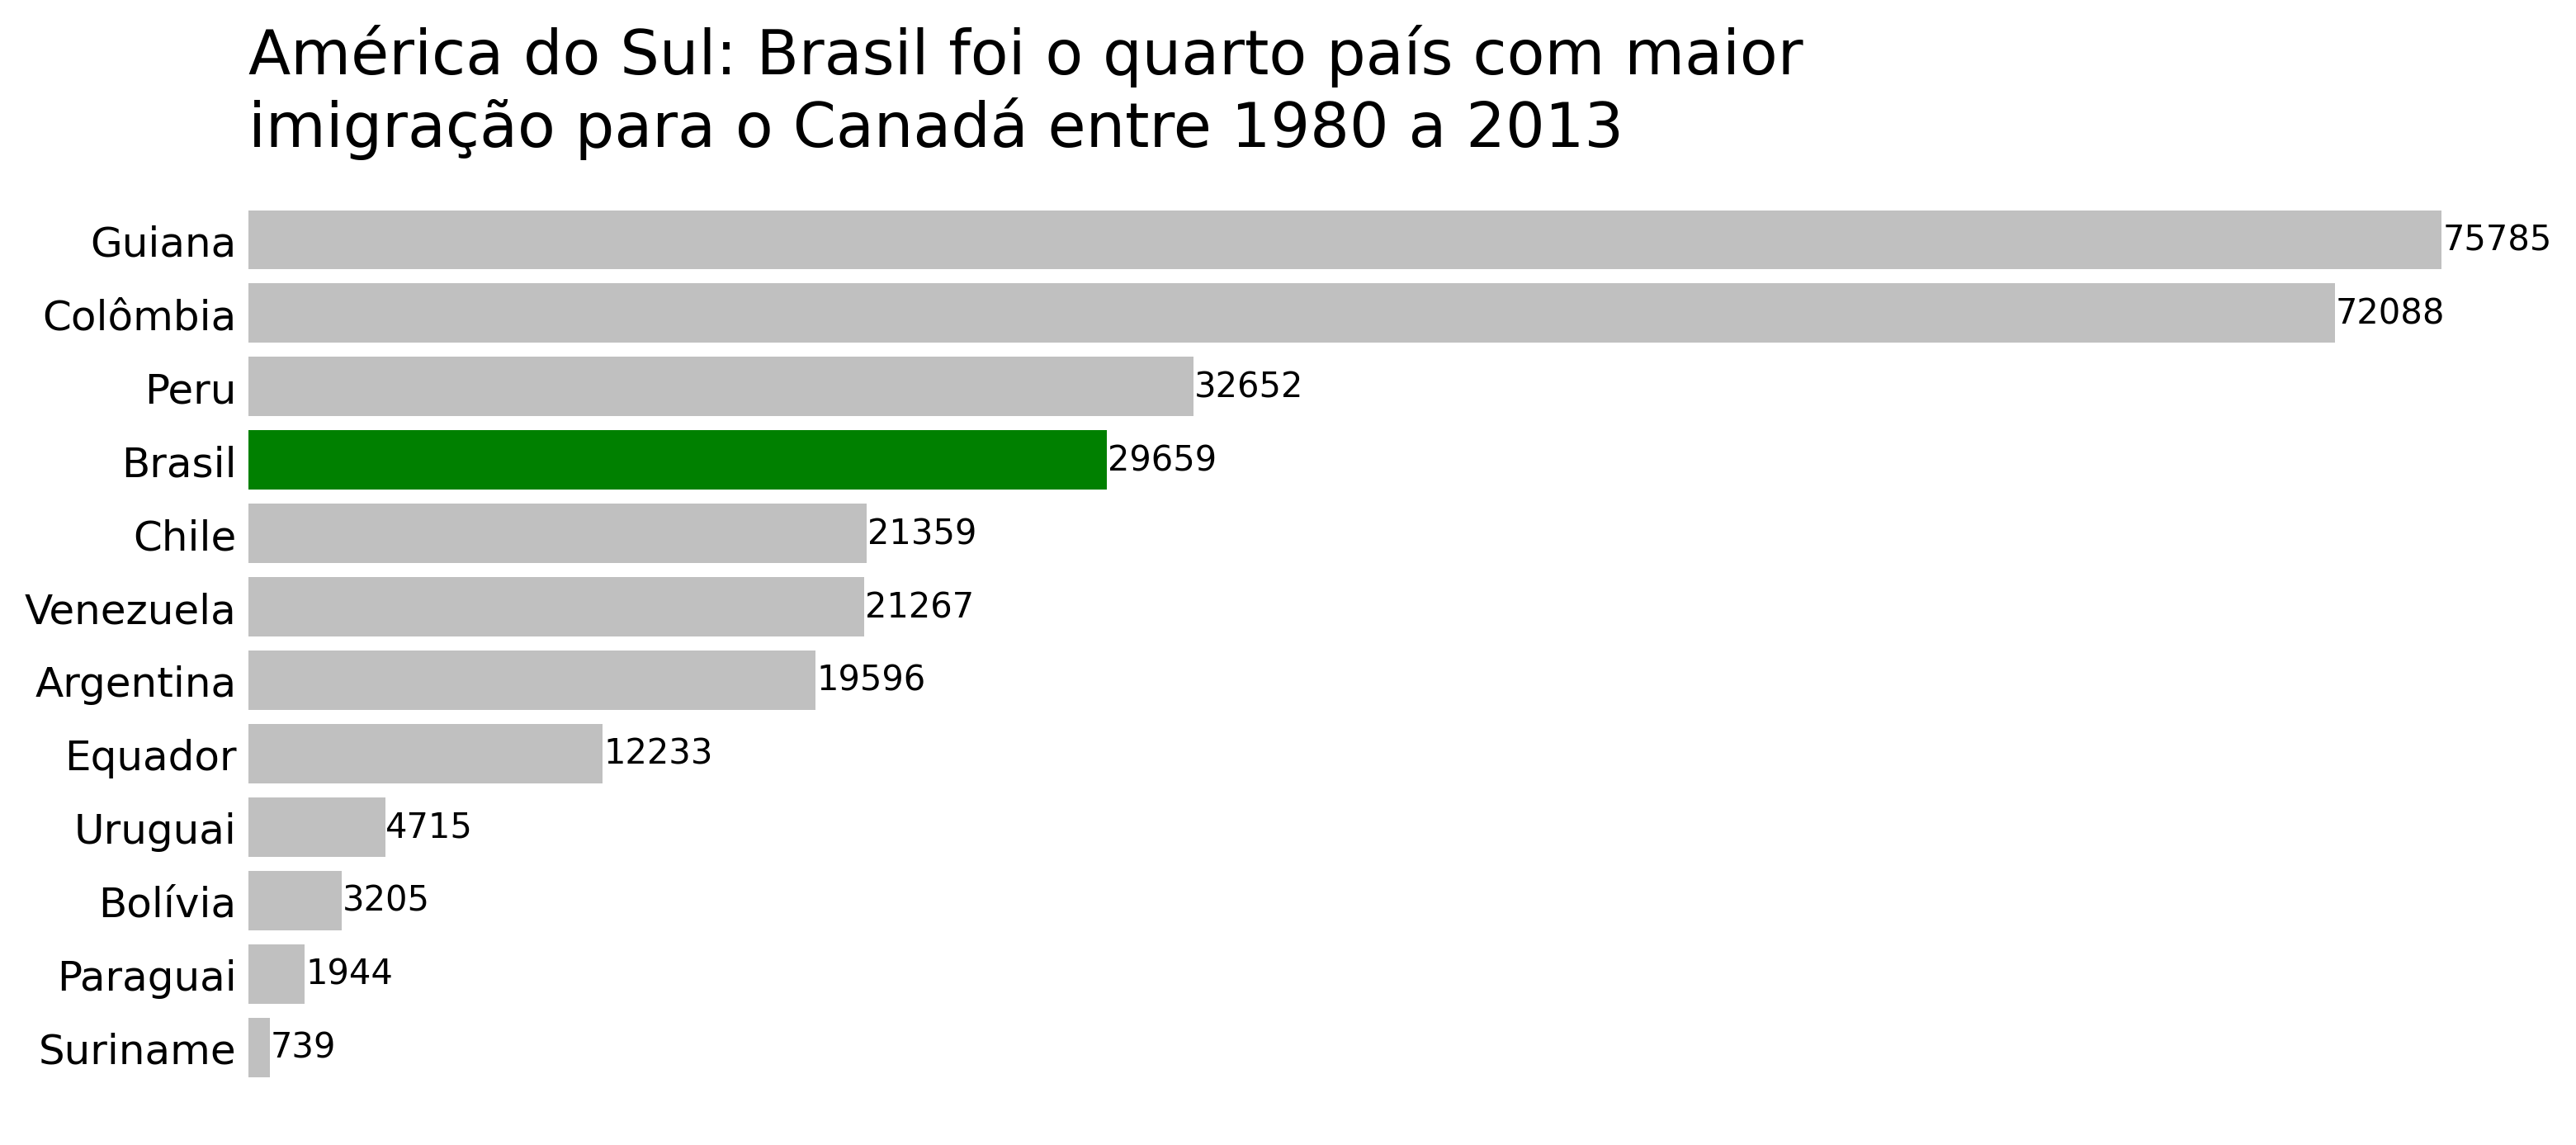 América do Sul: Brasil foi o quarto país com maior
imigração para o Canadá entre 1980 a 2013
Guiana 75785
Colômbia 72088
Peru 32652
Brasil 29659
Chile 21359
Venezuela 21267
Argentina 19596
Equador 12233
Uruguai 4715
Bolívia 3205
Paraguai 1944
Suriname 739